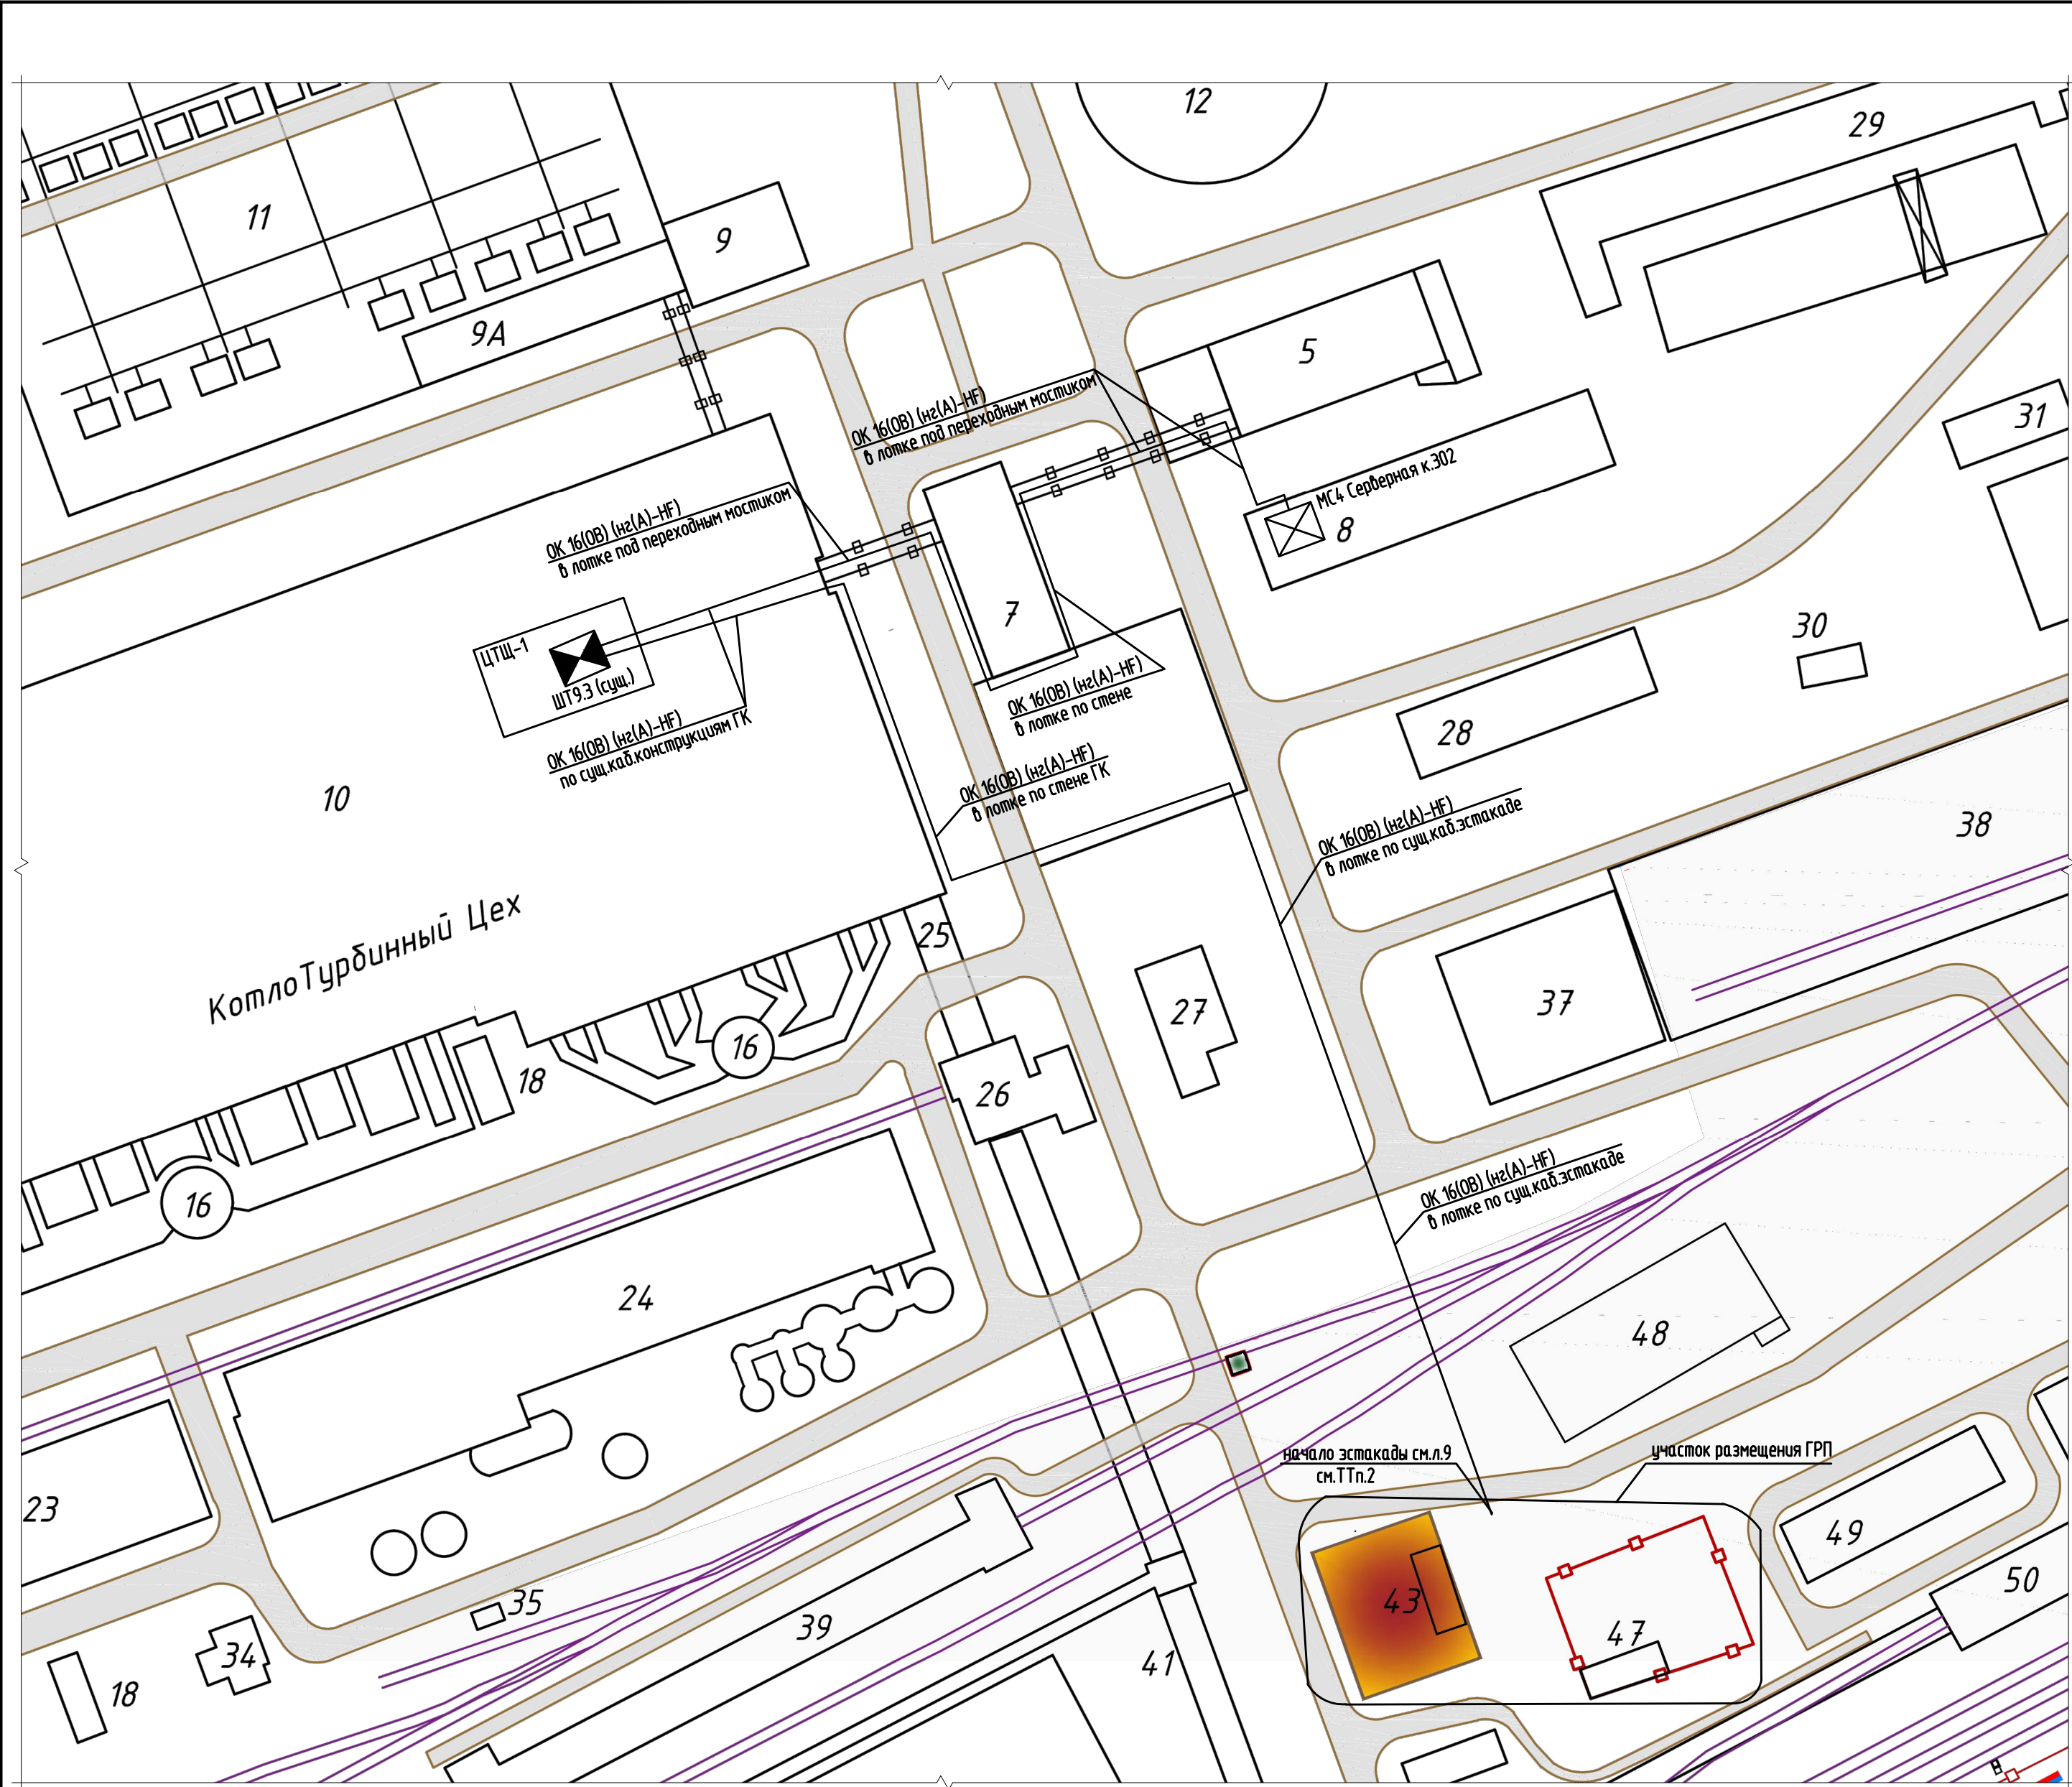 12
29
11
9
9А
5
ОК 16(ОВ) (нг(А)-HF)
в лотке под переходным мостиком
31
МС4 Серверная к.302
8
ОК 16(ОВ) (нг(А)-HF)
в лотке под переходным мостиком
7
30
ЦТЩ-1
ШТ9.3 (сущ.)
ОК 16(ОВ) (нг(А)-HF)
в лотке по стене
ОК 16(ОВ) (нг(А)-HF)
по сущ.каб.конструкциям ГК
28
10
ОК 16(ОВ) (нг(А)-HF)
в лотке по стене ГК
ОК 16(ОВ) (нг(А)-HF)
в лотке по сущ.каб.эстакаде
38
КотлоТурбинный Цех
25
27
37
16
18
26
16
ОК 16(ОВ) (нг(А)-HF)
в лотке по сущ.каб.эстакаде
24
48
начало эстакады см.л.9
см.ТТп.2
участок размещения ГРП
23
49
35
43
47
50
39
34
41
18